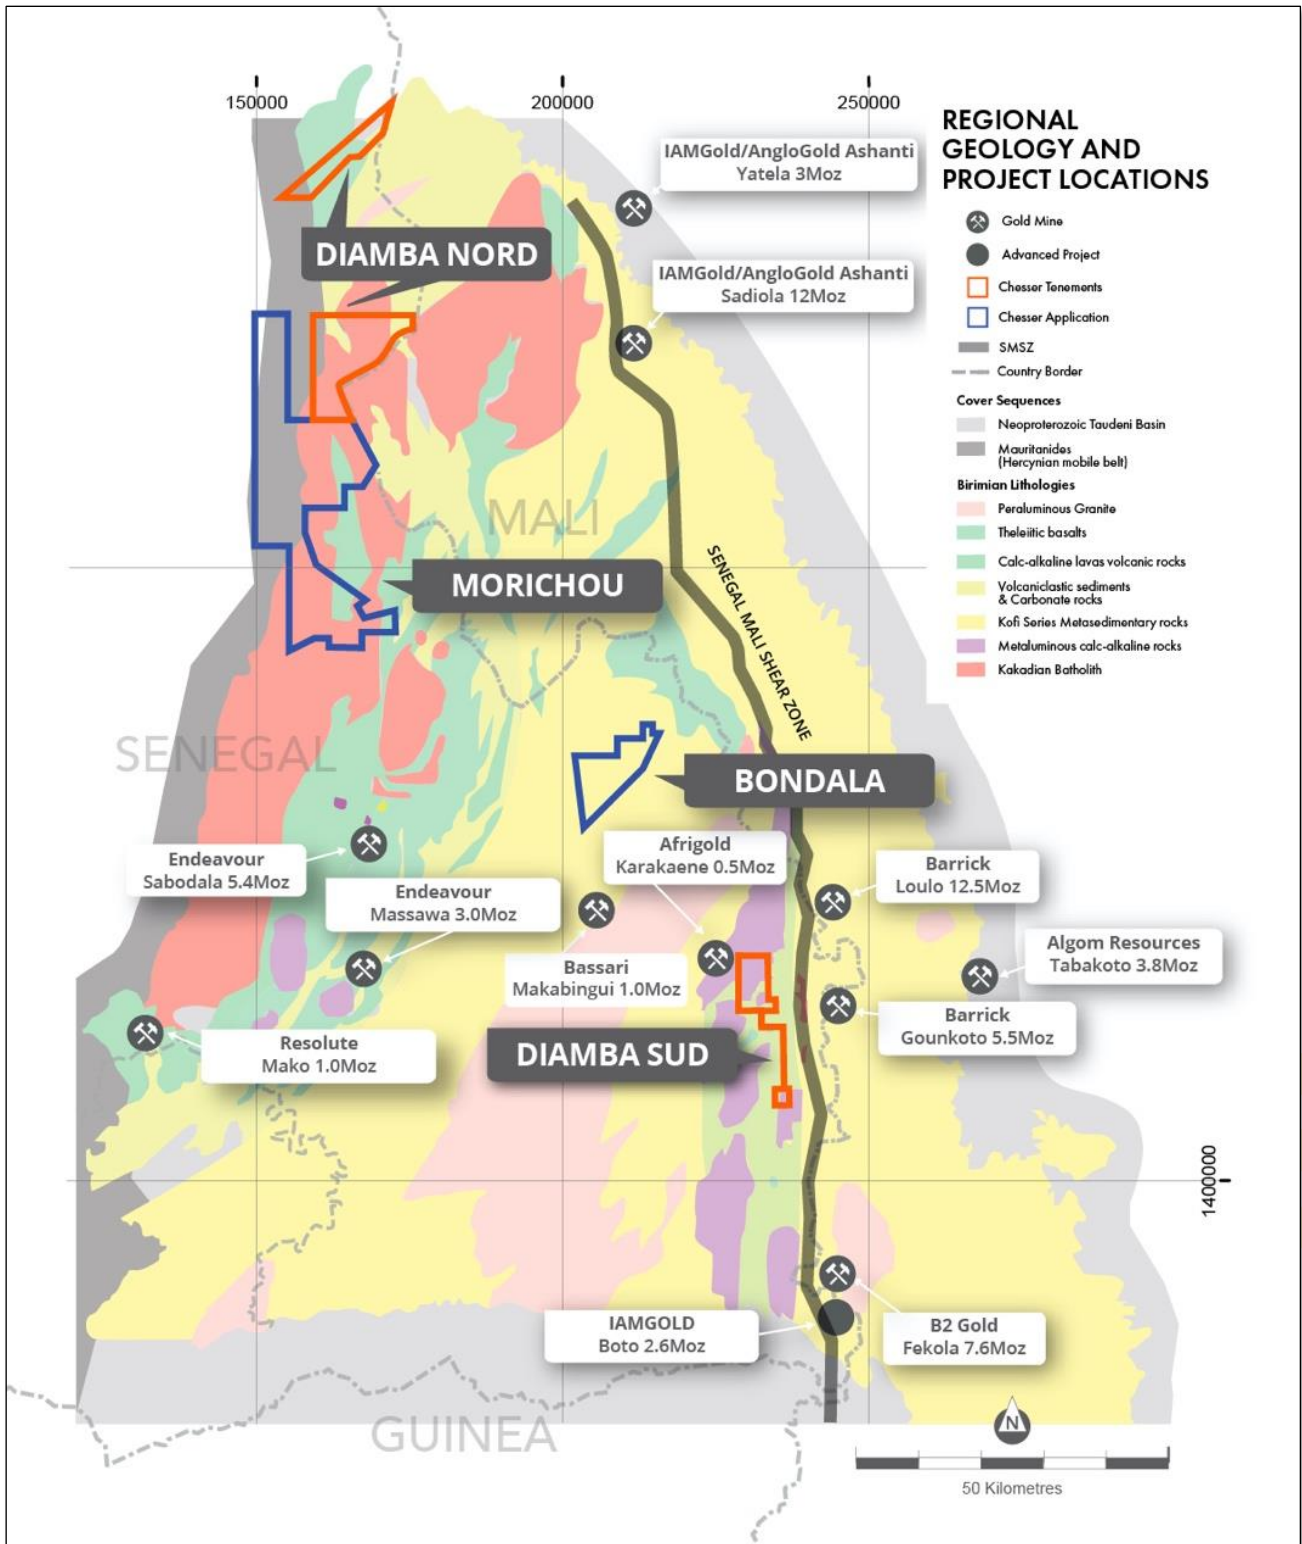 150000
200000
250000
REGIONAL
GEOLOGY AND
PROJECT LOCATIONS
Gold Mine
Advanced Project
Chesser Tenements
Chesser Application
SMSZ
Country Border
Cover Sequences
Neoproterozoic Taudeni Basin
Mauritanides
(Hercynian mobile belt)
Birimian Lithologies
Peraluminous Granite
Theleiitic basalts
Calc-alkaline lavas volcanic rocks
Volcaniclastic sediments
& Carbonate rocks
Kofi Series Metasedimentary rocks
Metaluminous calc-alkaline rocks
Kakadian Batholith
IAMGold/AngloGold Ashanti
Yatela 3Moz
DIAMBA NORD
IAMGold/AngloGold Ashanti
Sadiola 12Moz
MALI
MORICHOU
SENEGAL MALI SHEAR ZONE
SENEGAL
BONDALA
Endeavour
Sabodala 5.4Moz
Afrigold
Karakaene 0.5Moz
Barrick
Loulo 12.5Moz
Endeavour
Massawa 3.0Moz
Bassari
Makabingui 1.0Moz
Algom Resources
Tabakoto 3.8Moz
Barrick
Gounkoto 5.5Moz
Resolute
Mako 1.0Moz
DIAMBA SUD
1400000
IAMGOLD
Boto 2.6Moz
B2 Gold
Fekola 7.6Moz
GUINEA
N
50 Kilometres